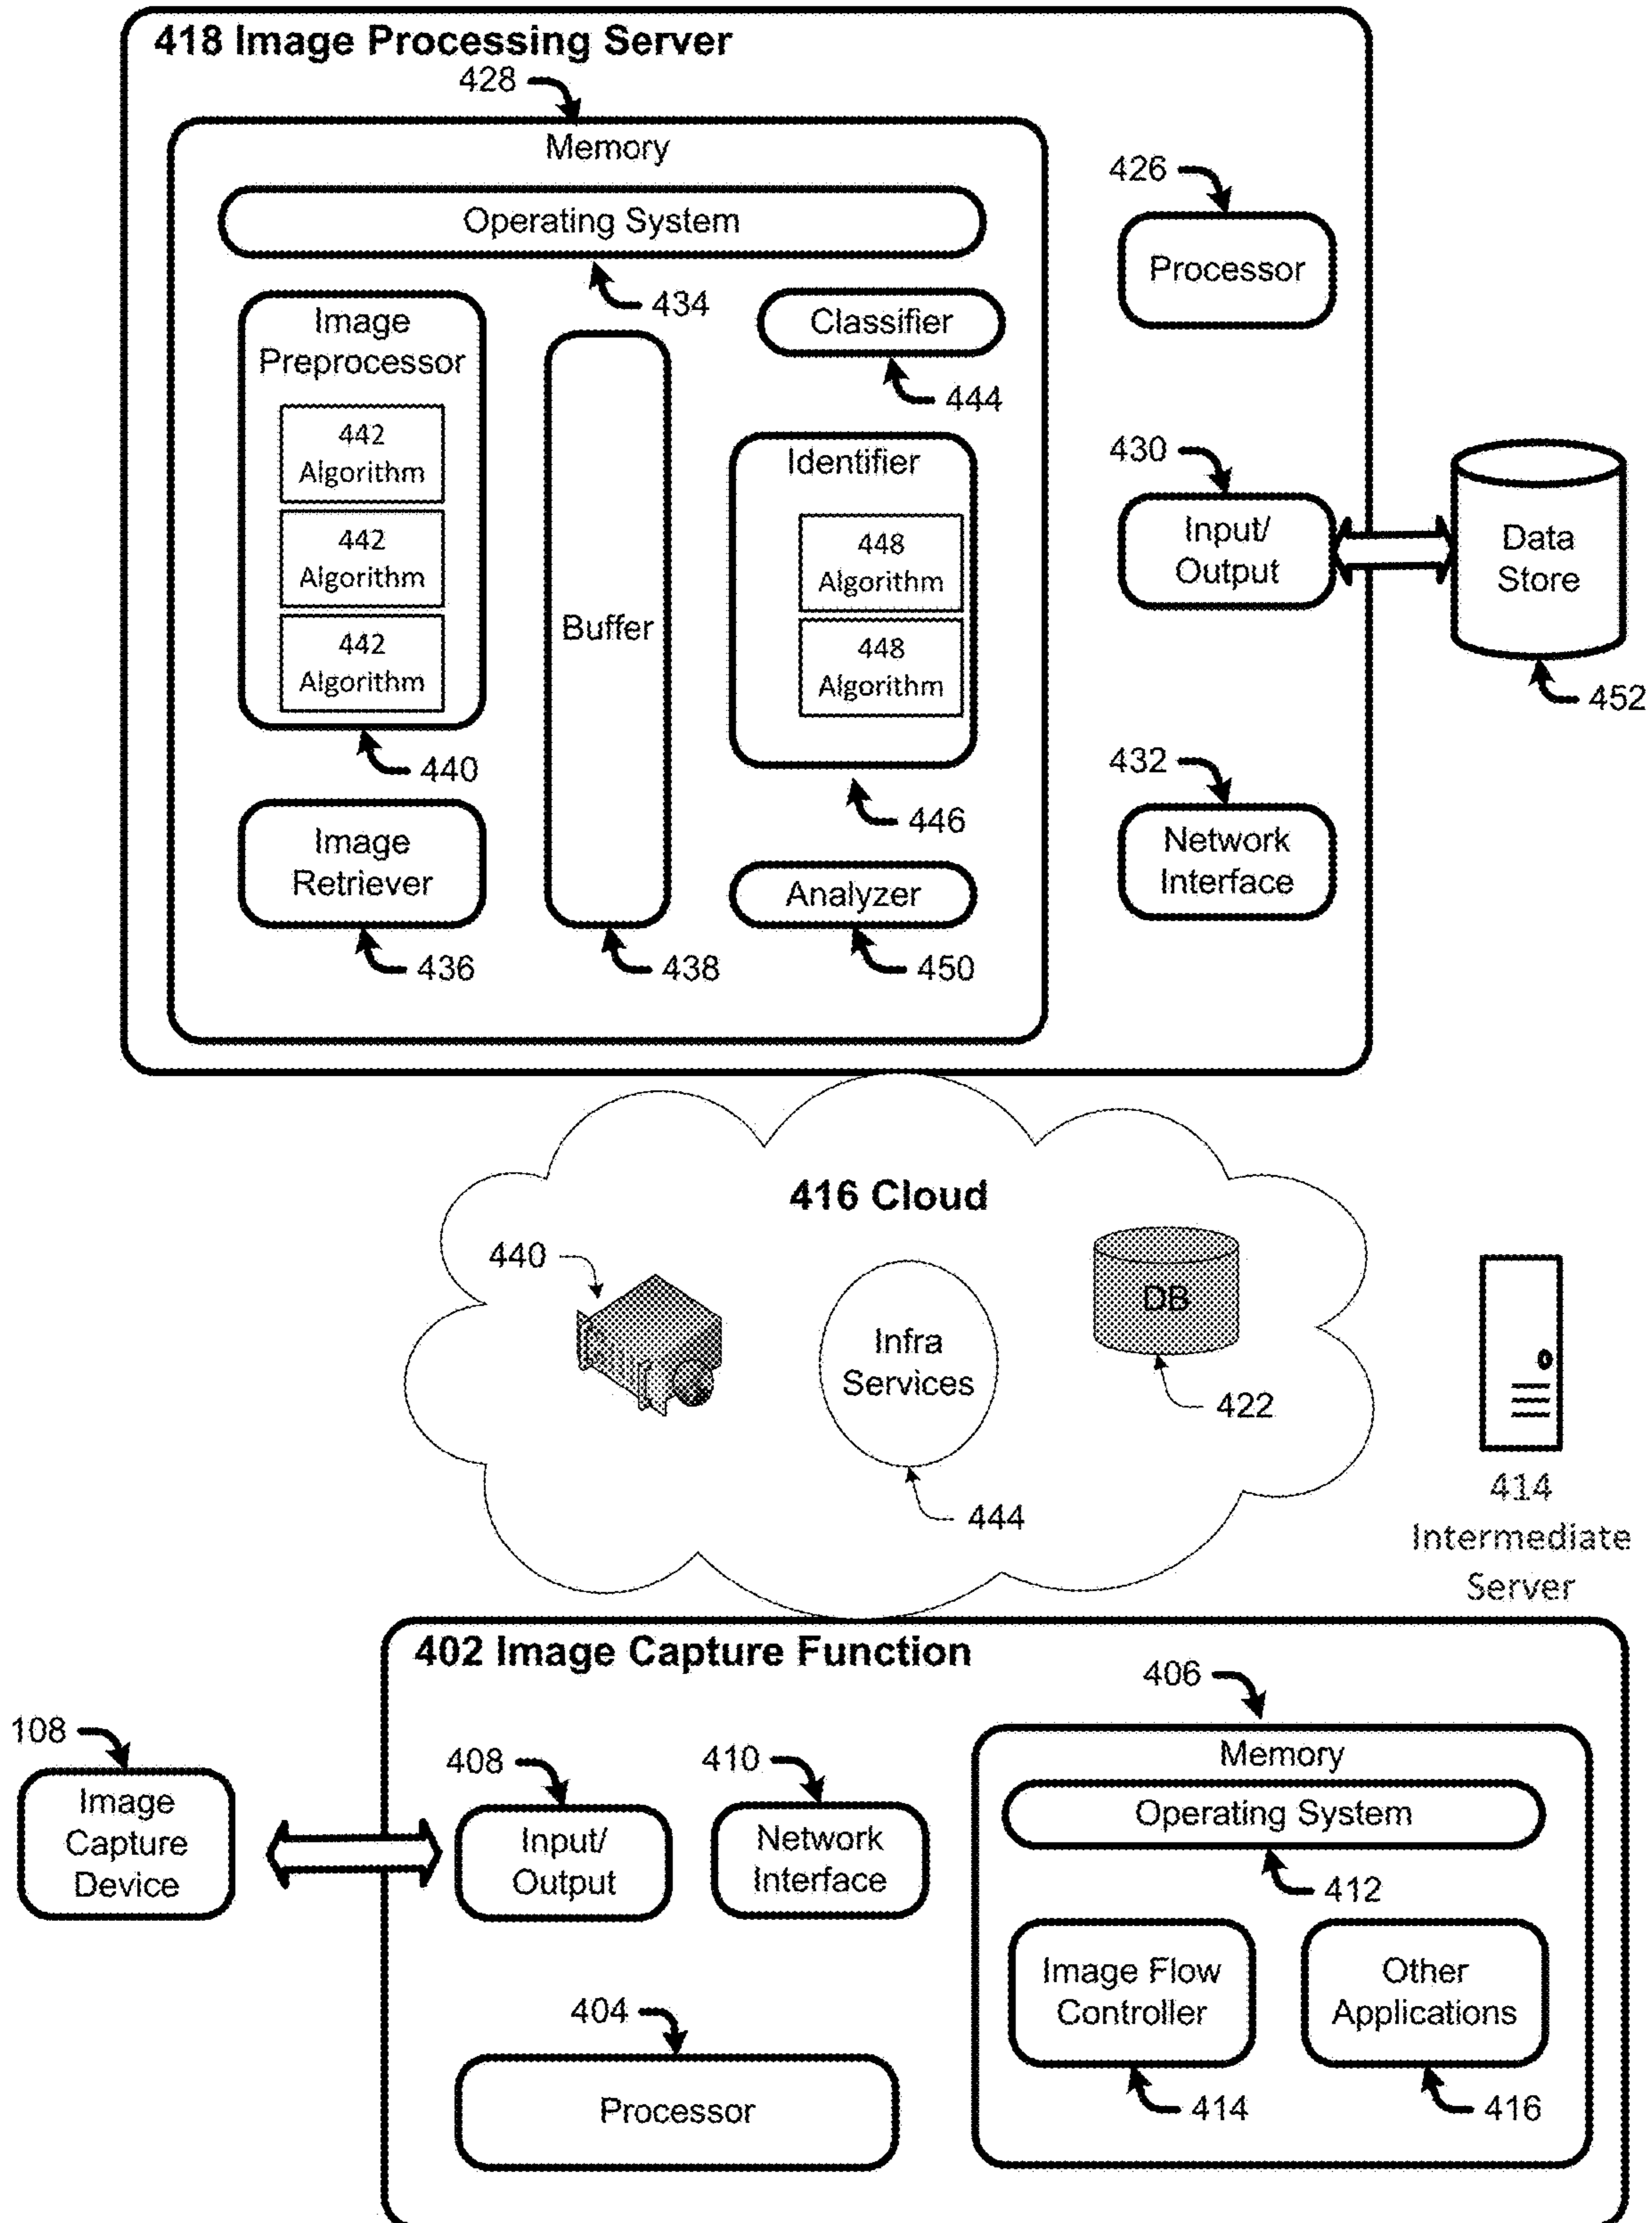 418 Image Processing Server
428
Memory
Operating System
434
Image
Preprocessor
442
Algorithm
442
Algorithm
442
Algorithm
440
Image
Retriever
436
Buffer
438
Classifier
444
Identifier
448
Algorithm
448
Algorithm
446
Analyzer
450
426
Processor
430
Input/
Output
432
Network
Interface
Data
Store
452
416 Cloud
440
Infra
Services
444
DB
422
414
Intermediate
Server
402 Image Capture Function
108
Image
Capture
Device
408
Input/
Output
410
Network
Interface
404
Processor
406
Memory
Operating System
412
Image Flow
Controller
414
Other
Applications
416